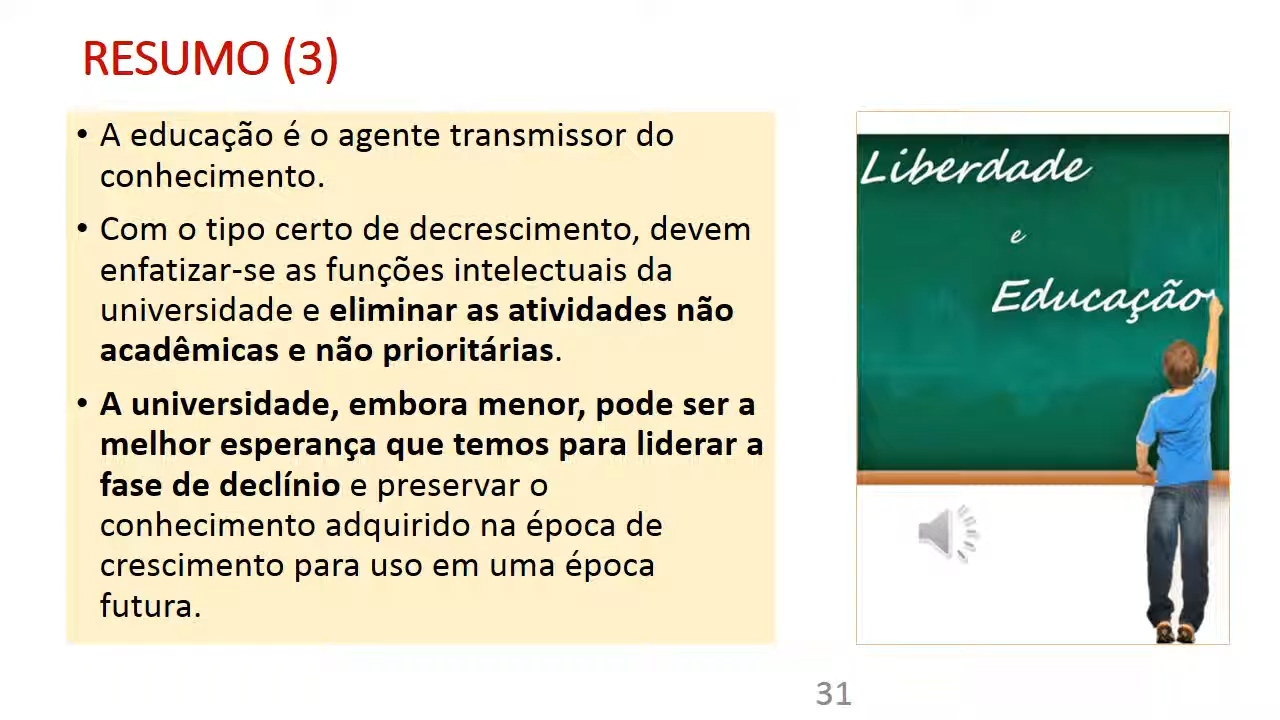 RESUMO (3)
• A educação é o agente transmissor do
conhecimento.
• Com o tipo certo de decrescimento, devem
enfatizar-se as funções intelectuais da
universidade e eliminar as atividades não
acadêmicas e não prioritárias.
• A universidade, embora menor, pode ser a
melhor esperança que temos para liderar a
fase de declínio e preservar o
conhecimento adquirido na época de
crescimento para uso em uma época
futura.
Liberdade
e
Educação
31